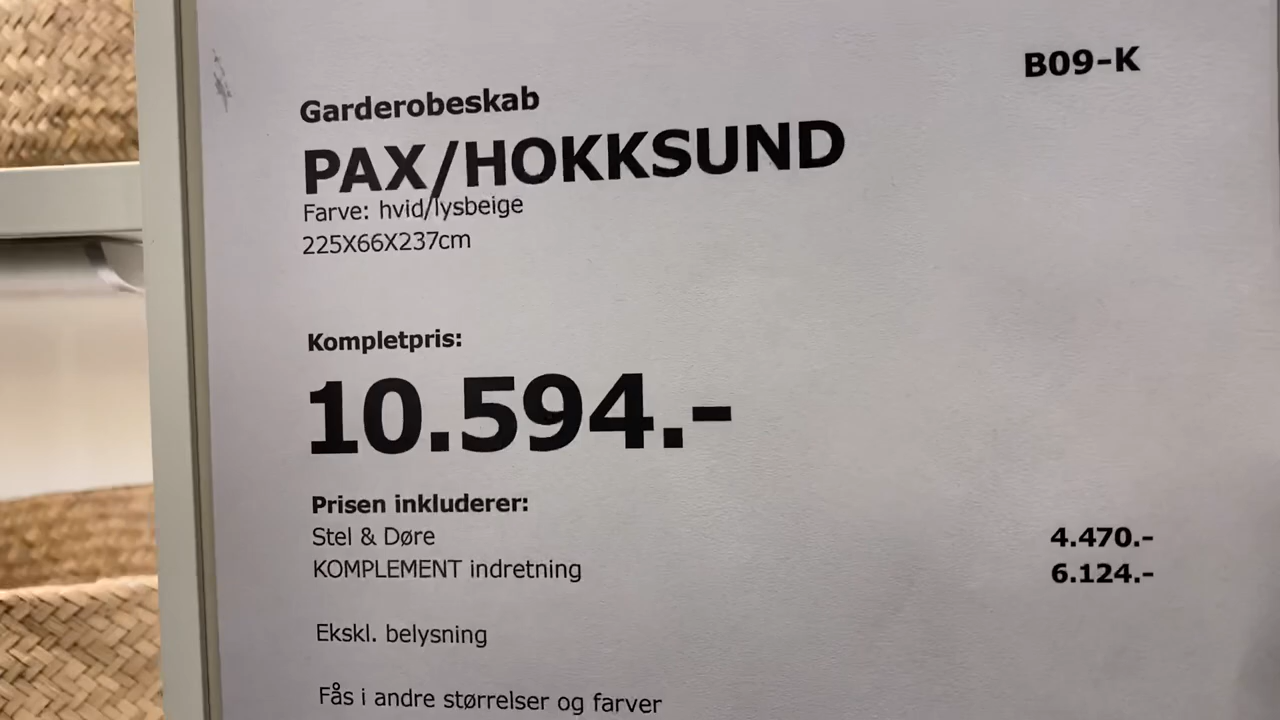 B09-K
Garderobeskab
PAX/HOKKSUND
Farve: hvid/lysbeige
225X66X237cm
Kompletpris:
10.594.-
Prisen inkluderer:
Stel & Døre 4.470.-
KOMPLEMENT indretning 6.124.-
Ekskl. belysning
Fås i andre størrelser og farver